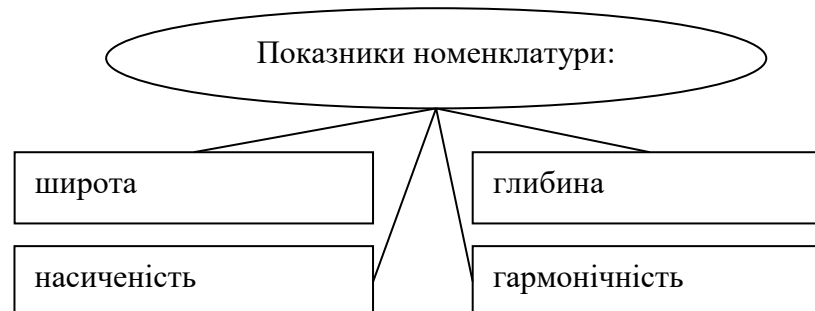 Показники номенклатури:
широта
глибина
насиченість
гармонічність